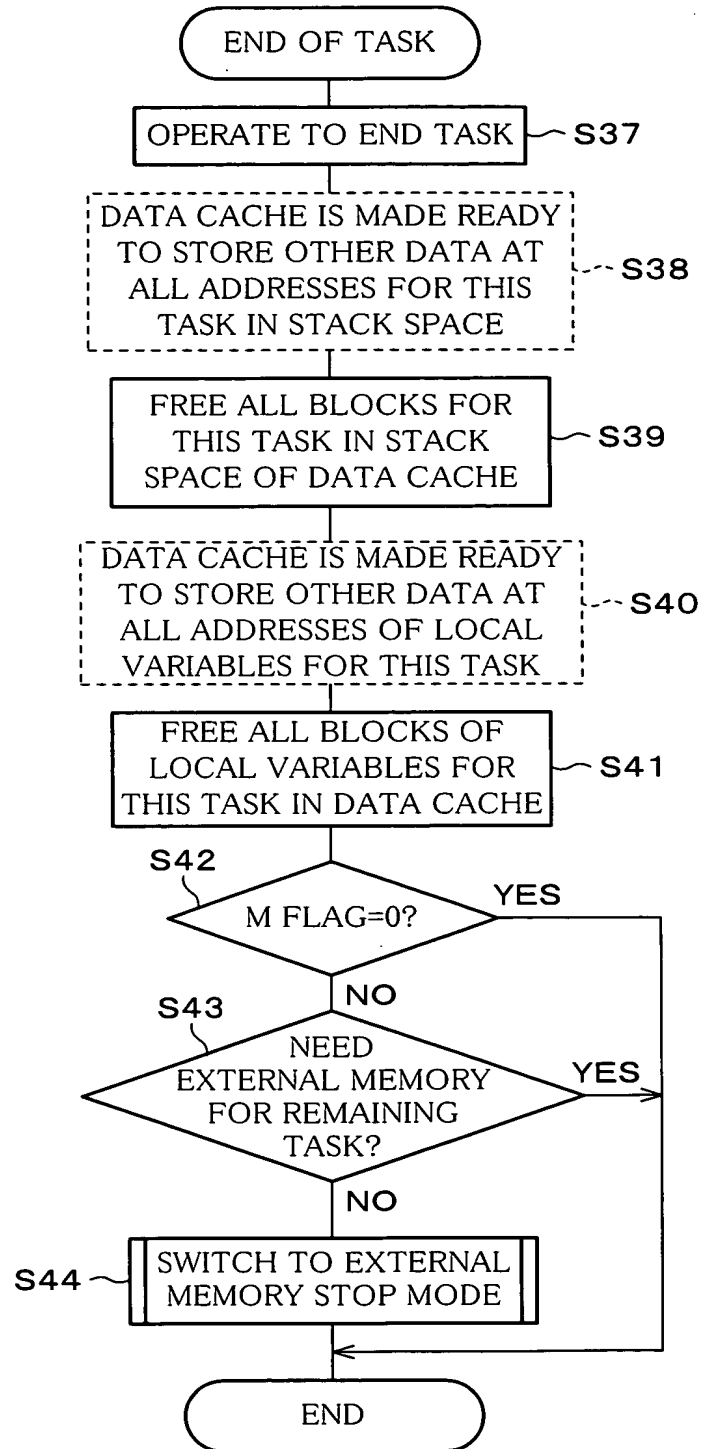 END OF TASK
OPERATE TO END TASK
S37
DATA CACHE IS MADE READY
TO STORE OTHER DATA AT
ALL ADDRESSES FOR THIS
TASK IN STACK SPACE
S38
FREE ALL BLOCKS FOR
THIS TASK IN STACK
SPACE OF DATA CACHE
S39
DATA CACHE IS MADE READY
TO STORE OTHER DATA AT
ALL ADDRESSES OF LOCAL
VARIABLES FOR THIS TASK
S40
FREE ALL BLOCKS OF
LOCAL VARIABLES FOR
THIS TASK IN DATA CACHE
S41
S42
M FLAG=0?
YES
NO
S43
NEED
EXTERNAL MEMORY
FOR REMAINING
TASK?
YES
NO
S44
SWITCH TO EXTERNAL
MEMORY STOP MODE
END